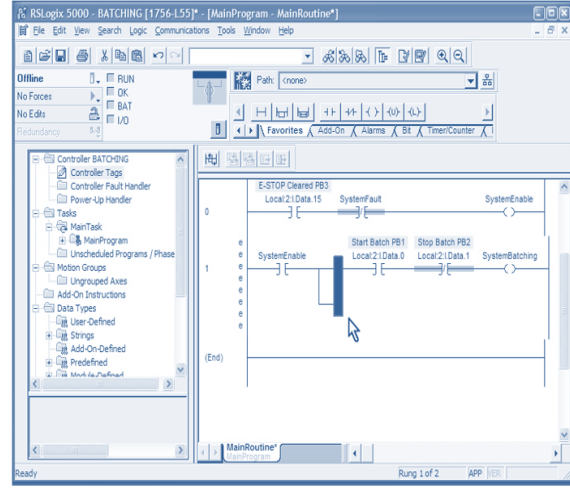 RSLogix 5000 - BATCHING [1756-L55]* - [MainProgram - MainRoutine*]
File Edit View Search Logic Communications Tools Window Help
Offline
RUN
No Forces
OK
No Edits
BAT
Redundancy
I/O
Path: <none>
Favorites Add-On Alarms Bit Timer/Counter
Controller BATCHING
Controller Tags
Controller Fault Handler
Power-Up Handler
Tasks
MainTask
MainProgram
Unscheduled Programs / Phase
Motion Groups
Ungrouped Axes
Add-On Instructions
Data Types
User-Defined
Strings
Add-On-Defined
Predefined
Module-Defined
E-STOP Cleared PB3
Local:2:I.Data.15 SystemFault SystemEnable
0
Start Batch PB1 Stop Batch PB2
SystemEnable Local:2:I.Data.0 Local:2:I.Data.1 SystemBatching
1
e
e
e
e
e
e
e
e
(End)
MainRoutine*
MainProgram
Ready
Rung 1 of 2 APP VER